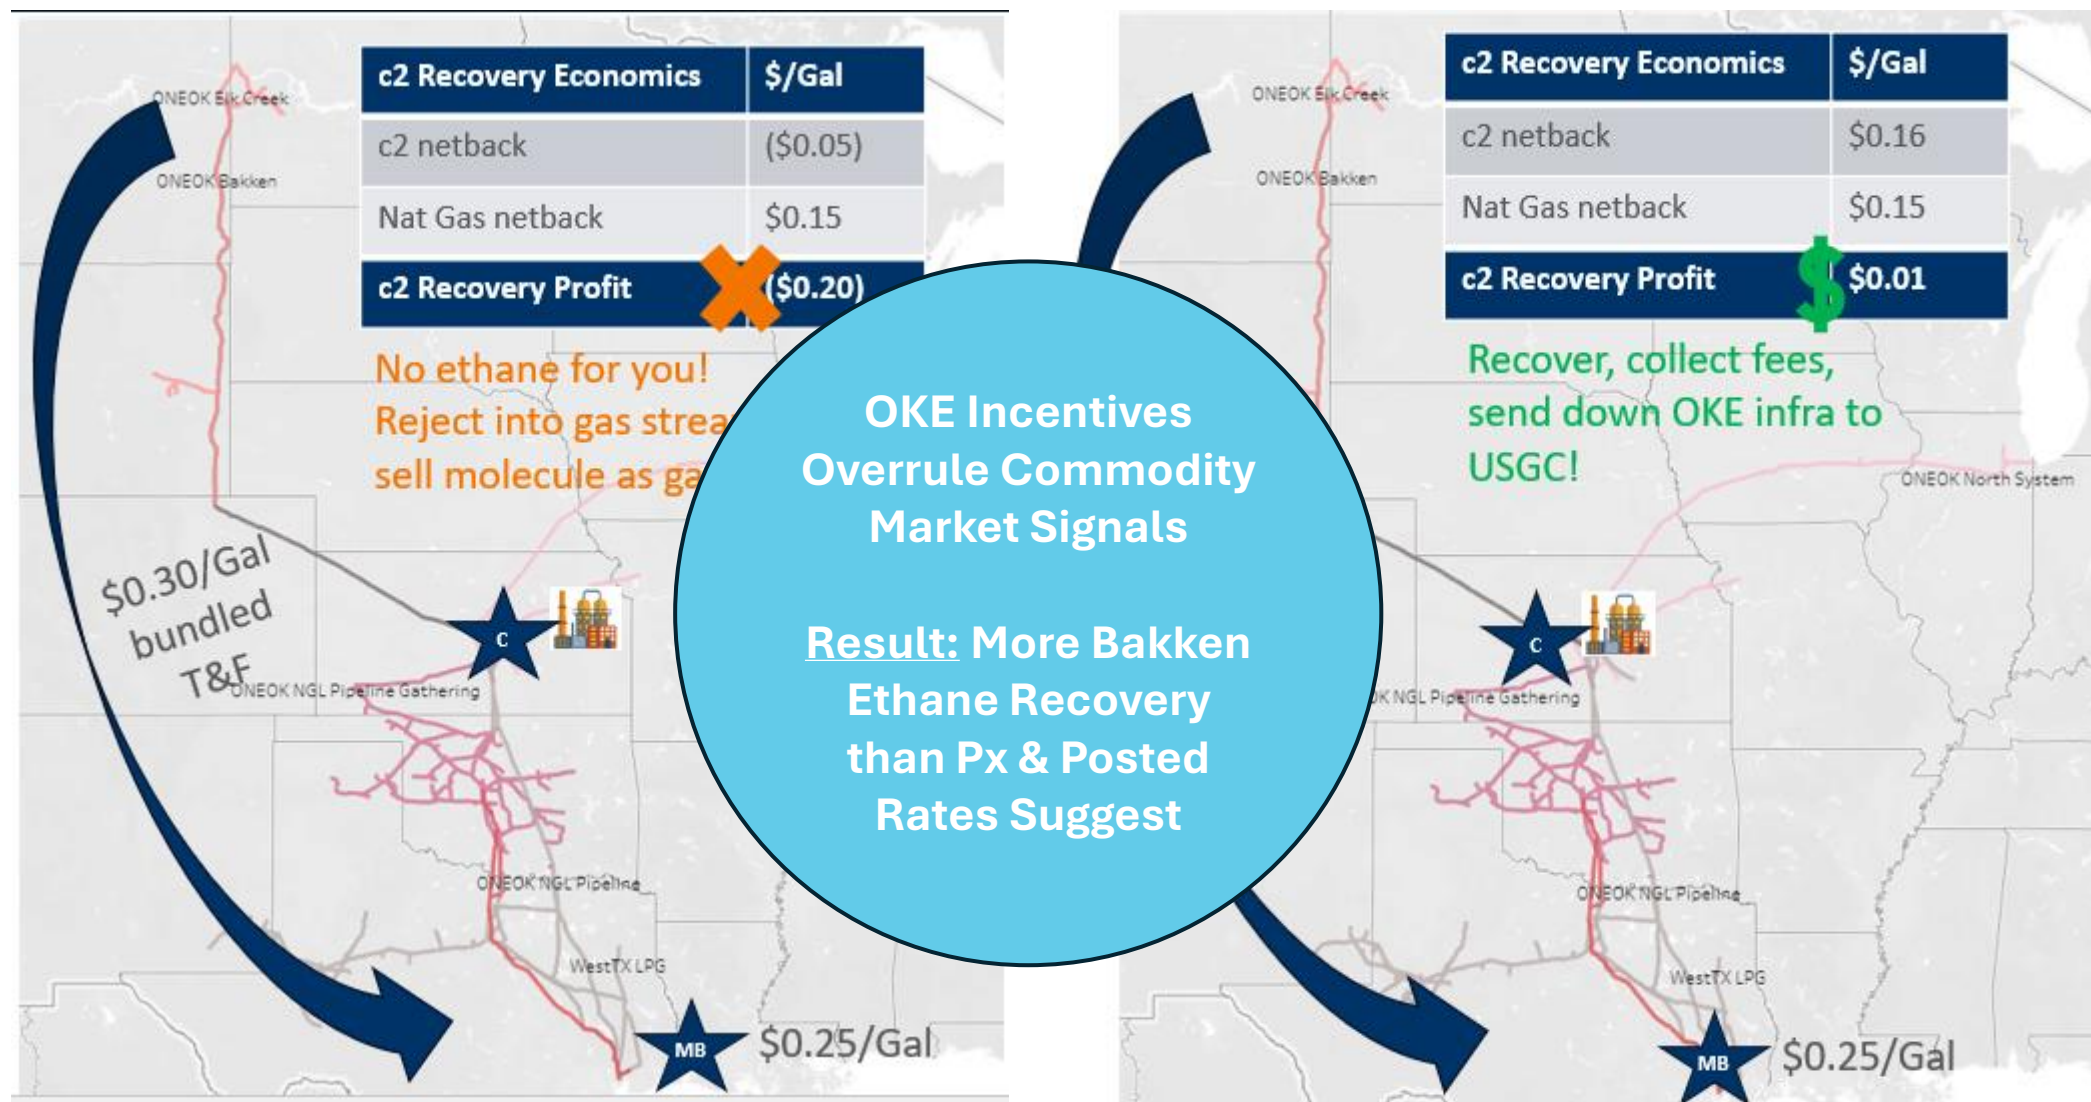 c2 Recovery Economics $/Gal
c2 netback ($0.05)
Nat Gas netback $0.15
c2 Recovery Profit ($0.20)
No ethane for you!
Reject into gas
sell molecule as
ONEOK Elk Creek
ONEOK Bakken
$0.30/Gal
bundled
T&F
C
ONEOK NGL Pipeline Gathering
ONEOK NGL Pipeline
WestTX LPG
MB
$0.25/Gal
OKE Incentives
Overrule Commodity
Market Signals
Result: More Bakken
Ethane Recovery
than Px & Posted
Rates Suggest
c2 Recovery Economics $/Gal
c2 netback $0.16
Nat Gas netback $0.15
c2 Recovery Profit $ $0.01
Recover, collect fees,
send down OKE infra to
USGC!
ONEOK Elk Creek
ONEOK Bakken
ONEOK North System
C
NGL Pipeline Gathering
ONEOK NGL Pipeline
WestTX LPG
MB
$0.25/Gal